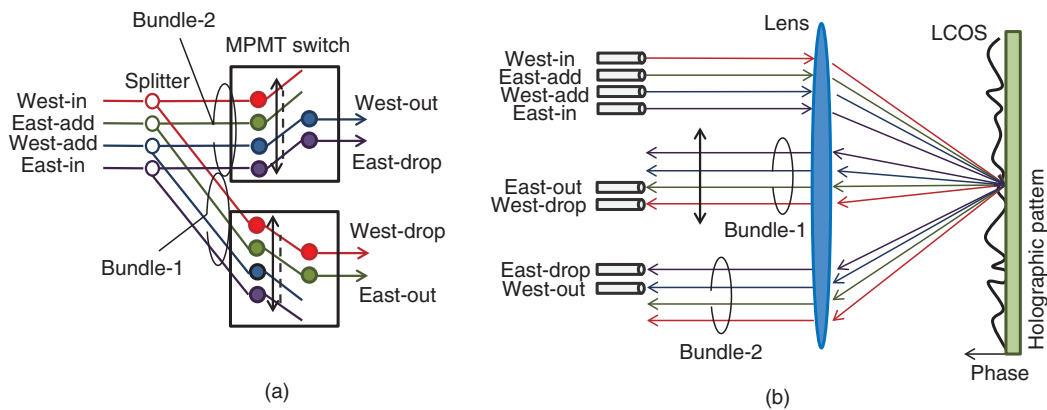 Bundle-2
MPMT switch
Splitter
West-in
East-add
West-add
East-in
West-out
East-drop
West-drop
East-out
Bundle-1
(a)
Lens
LCOS
West-in
East-add
West-add
East-in
East-out
West-drop
Bundle-1
East-drop
West-out
Bundle-2
Holographic pattern
Phase
(b)